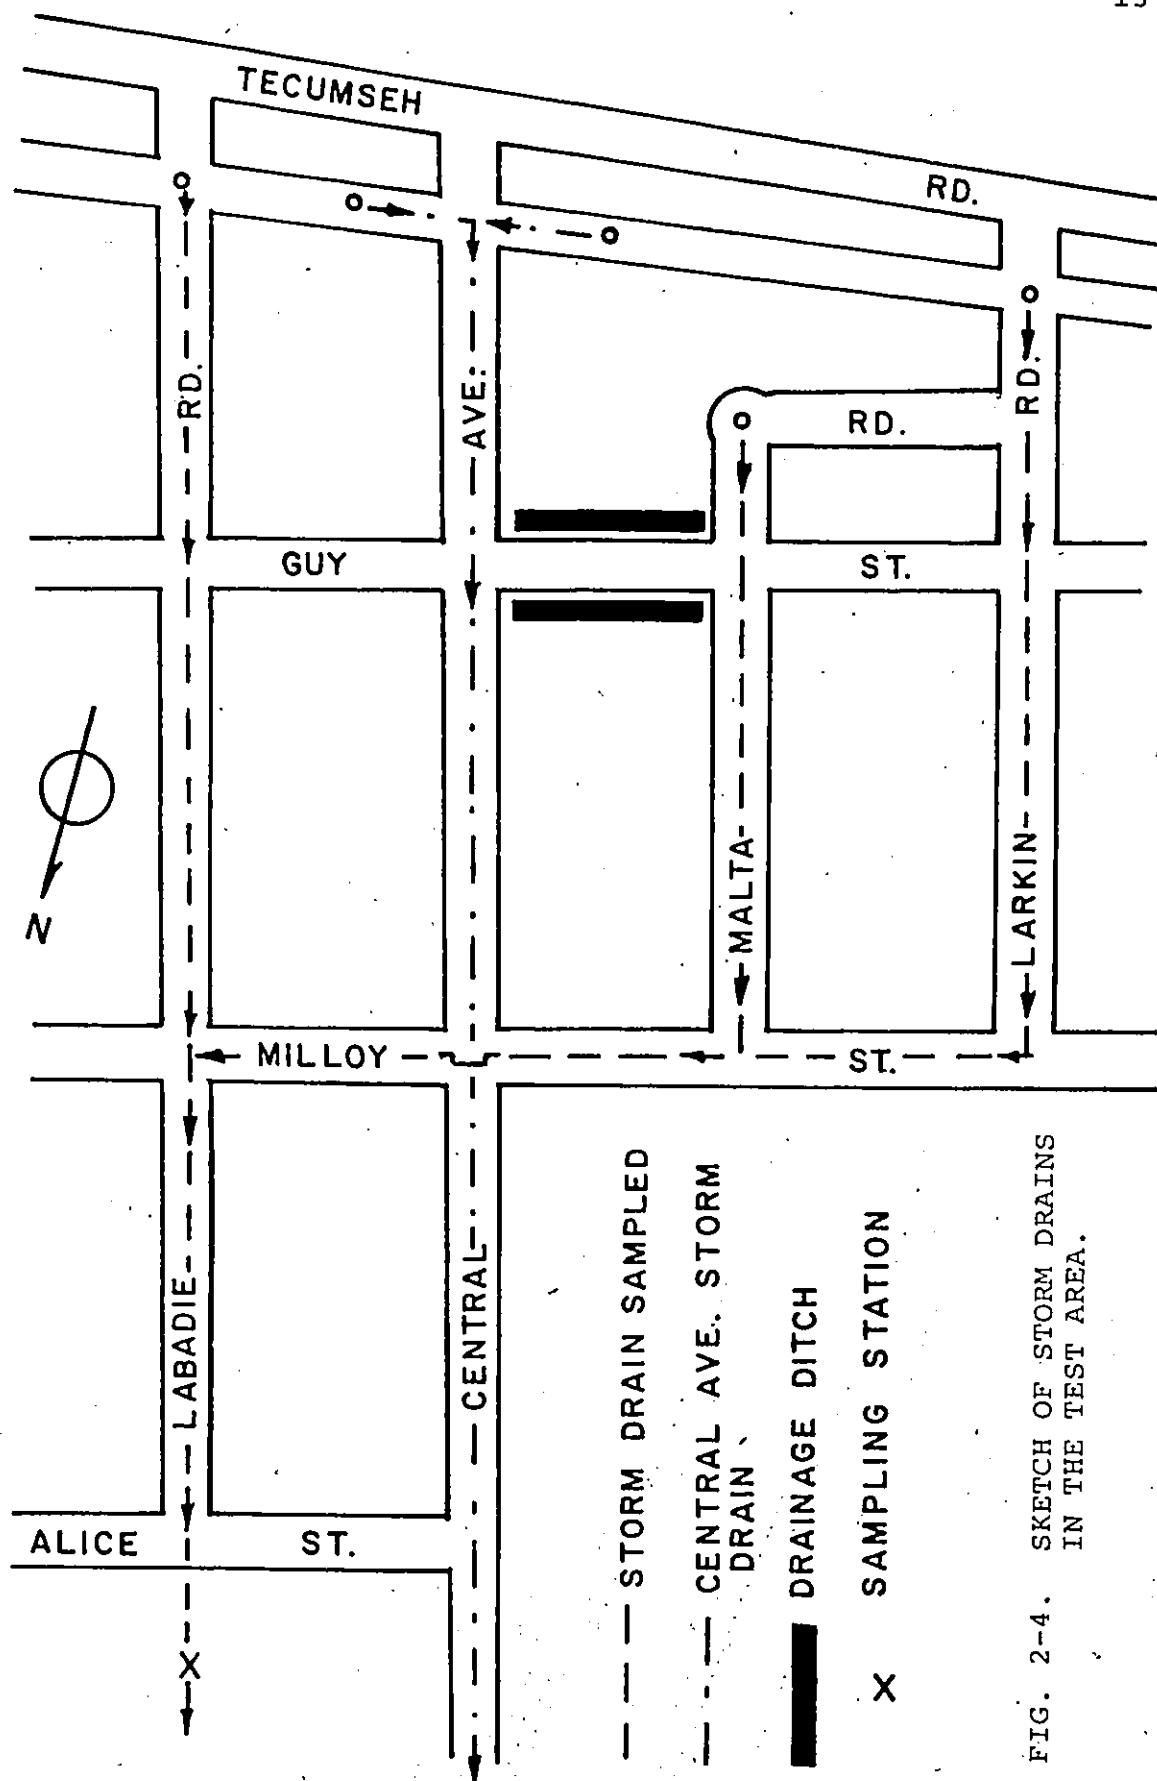 TECUMSEH
RD.
RD.
AVE.
RD.
RD.
GUY
ST.
N
MALTA
LARKIN
MILLOY
ST.
LABADIE
CENTRAL
ALICE
ST.
X
STORM DRAIN SAMPLED
CENTRAL AVE. STORM
DRAIN
DRAINAGE DITCH
X SAMPLING STATION
FIG. 2-4. SKETCH OF STORM DRAINS
IN THE TEST AREA.